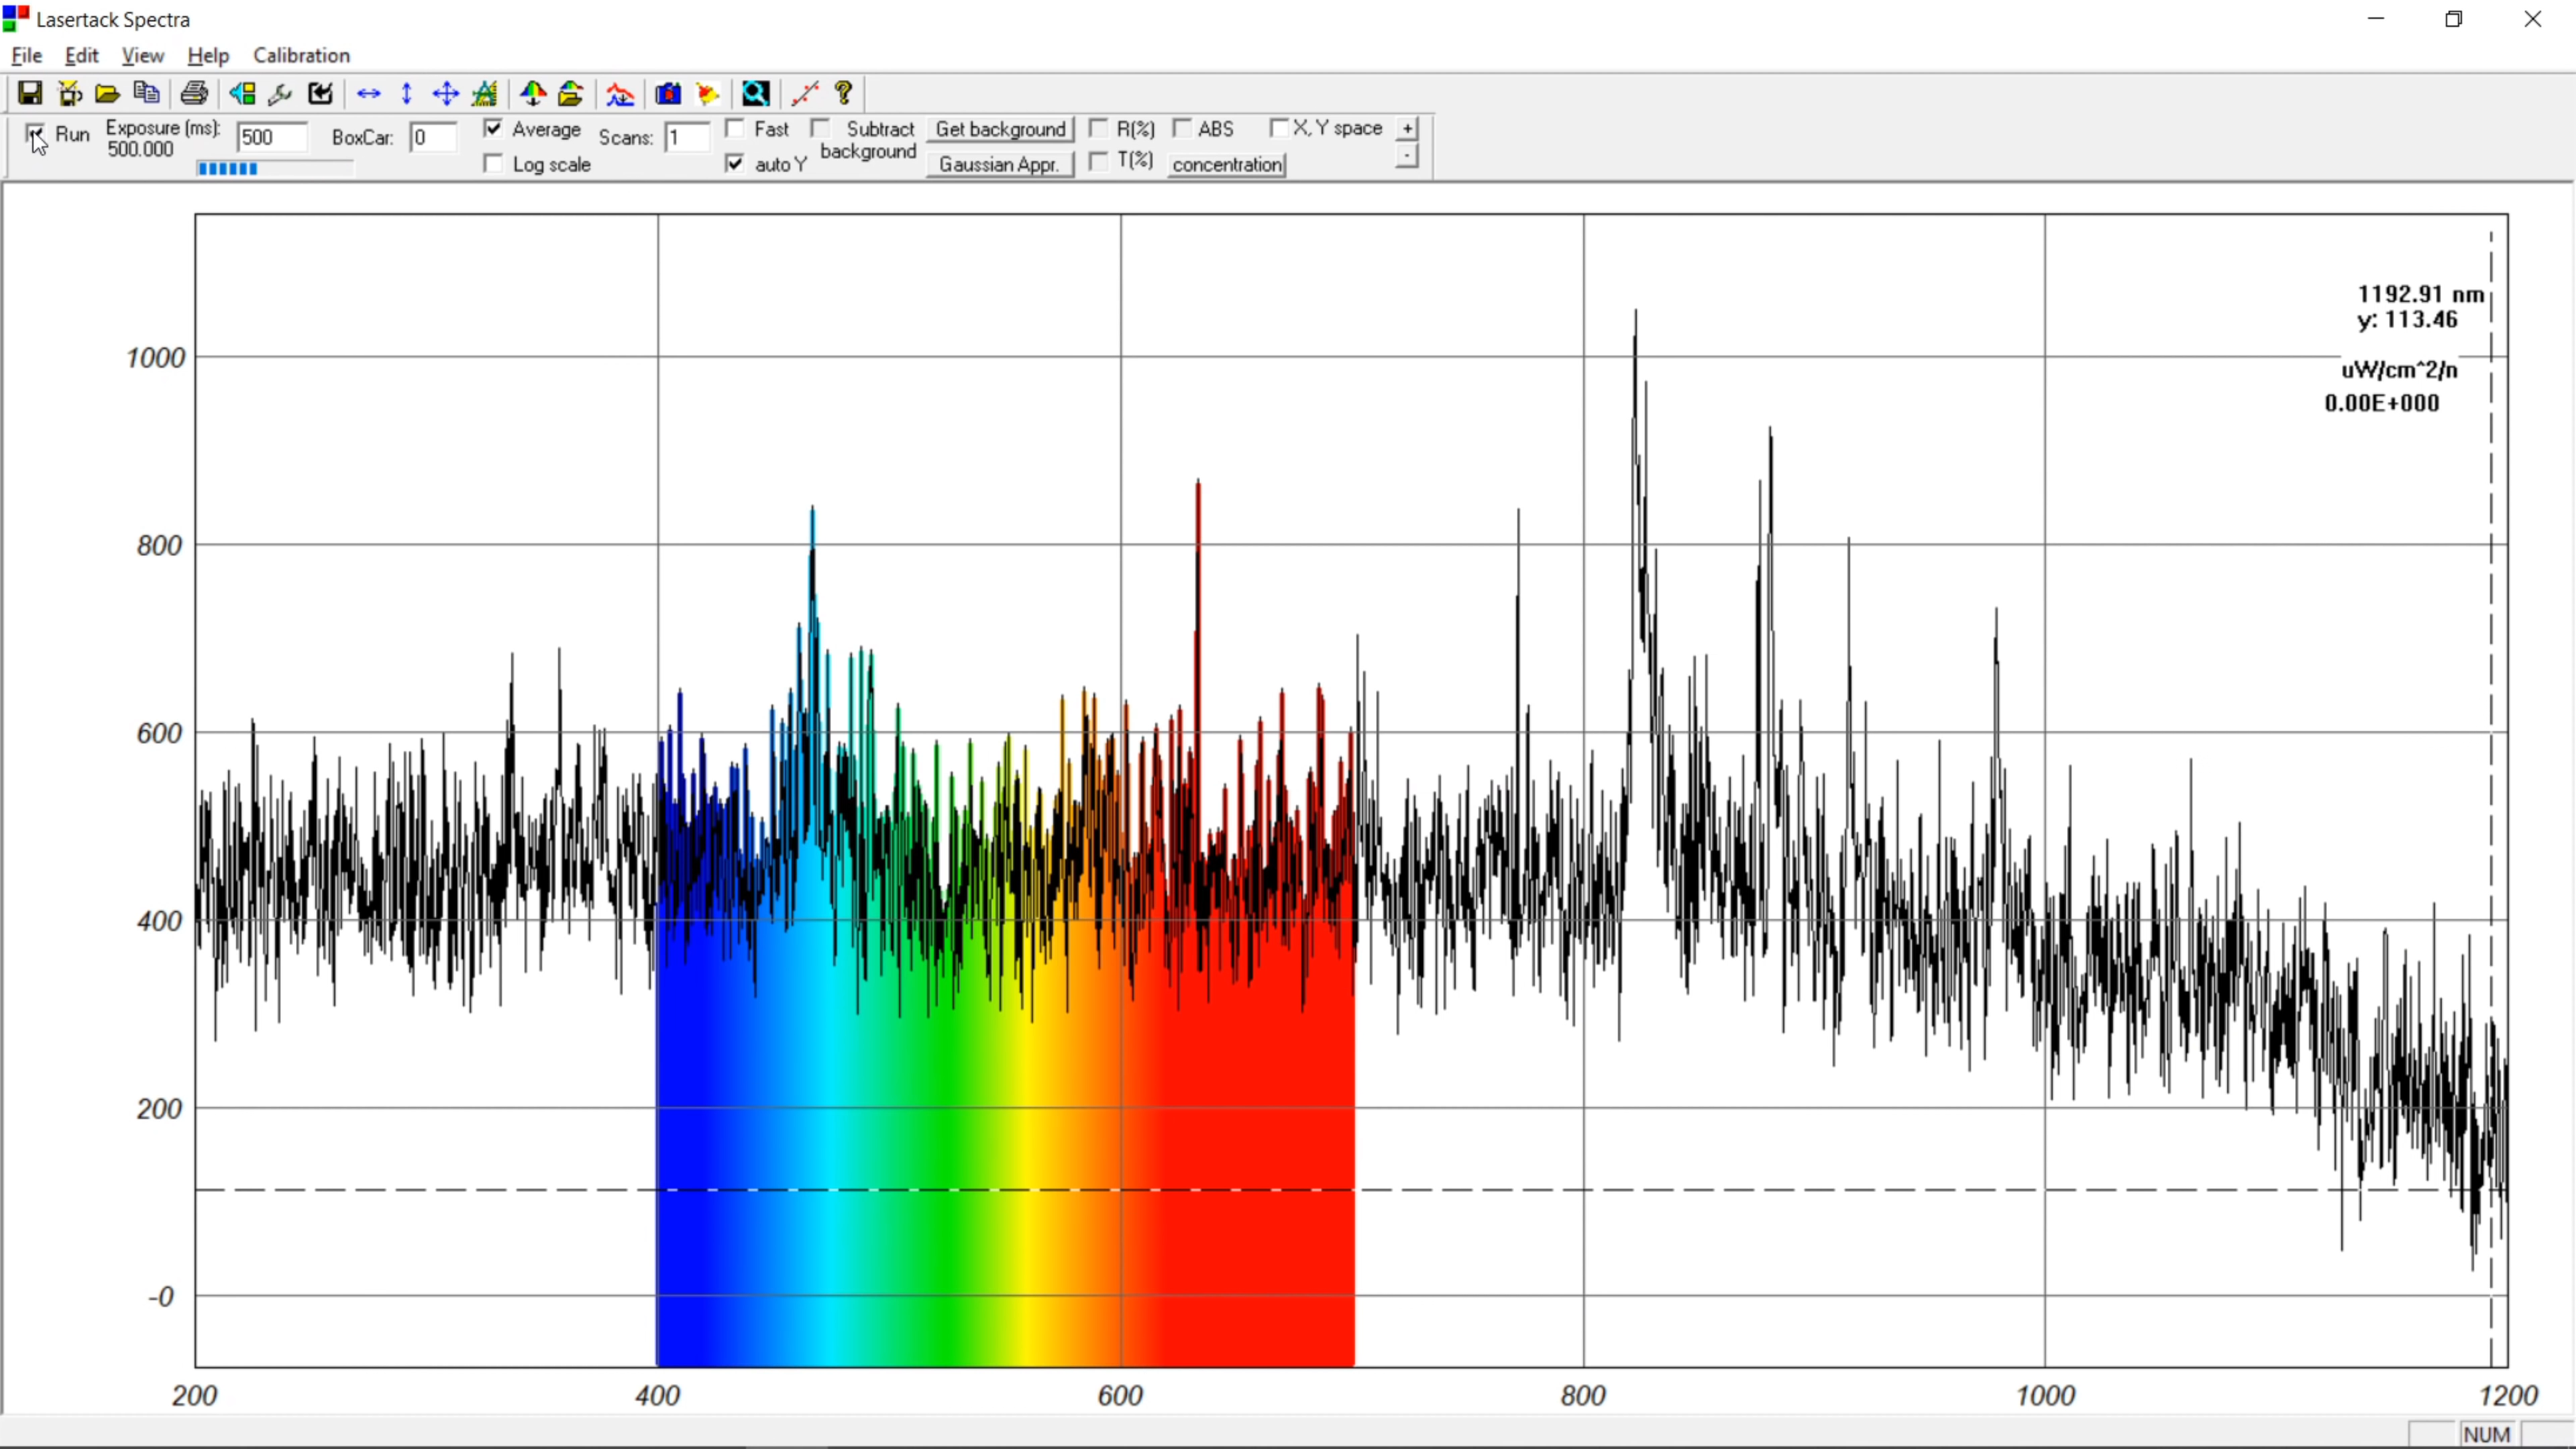 Lasertack Spectra
File Edit View Help Calibration
Run Exposure (ms): 500 BoxCar: 0 Average Scans: 1 Fast Subtract background Get background R(%) ABS X, Y space +
500.000 Log scale auto Y Gaussian Appr. T(%) concentration -
1192.91 nm
y: 113.46
uW/cm^2/n
0.00E+000
1000
800
600
400
200
-0
200 400 600 800 1000 1200
NUM